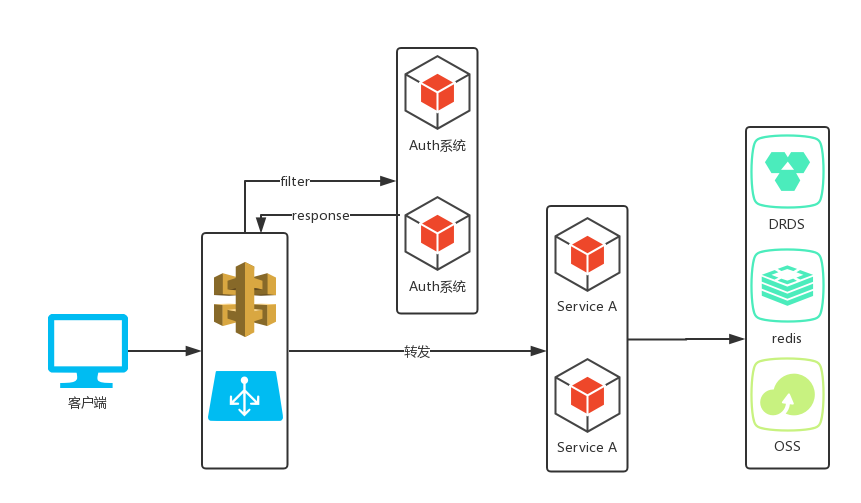 Auth系统
filter
response
Auth系统
DRDS
Service A
redis
转发
客户端
Service A
OSS